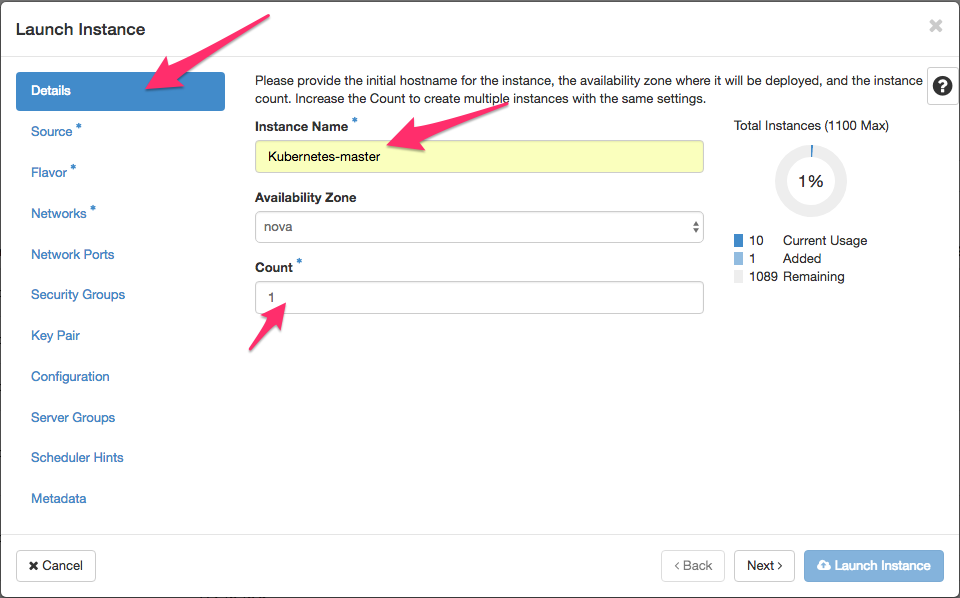 Launch Instance
Details
Source *
Flavor *
Networks *
Network Ports
Security Groups
Key Pair
Configuration
Server Groups
Scheduler Hints
Metadata
Please provide the initial hostname for the instance, the availability zone where it will be deployed, and the instance
count. Increase the Count to create multiple instances with the same settings.
Instance Name *
Kubernetes-master
Availability Zone
nova
Count *
1
Total Instances (1100 Max)
1%
10 Current Usage
1 Added
1089 Remaining
Cancel
‹ Back
Next ›
Launch Instance